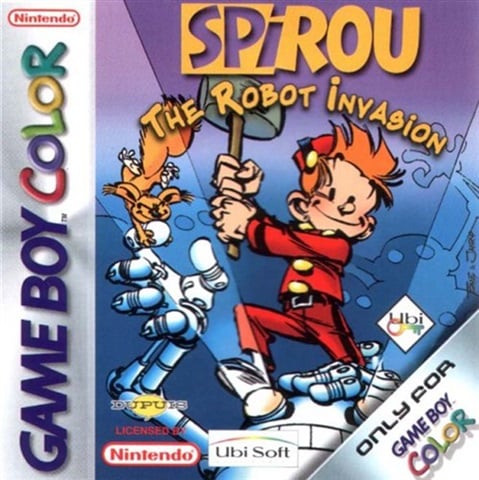 Nintendo
SPiROU
THE ROBOT INVASION
GAME BOY COLOR
TM
Ubi
DUPUIS
LICENSED BY
Nintendo
Ubi Soft
ONLY FOR
GAME BOY
COLOR